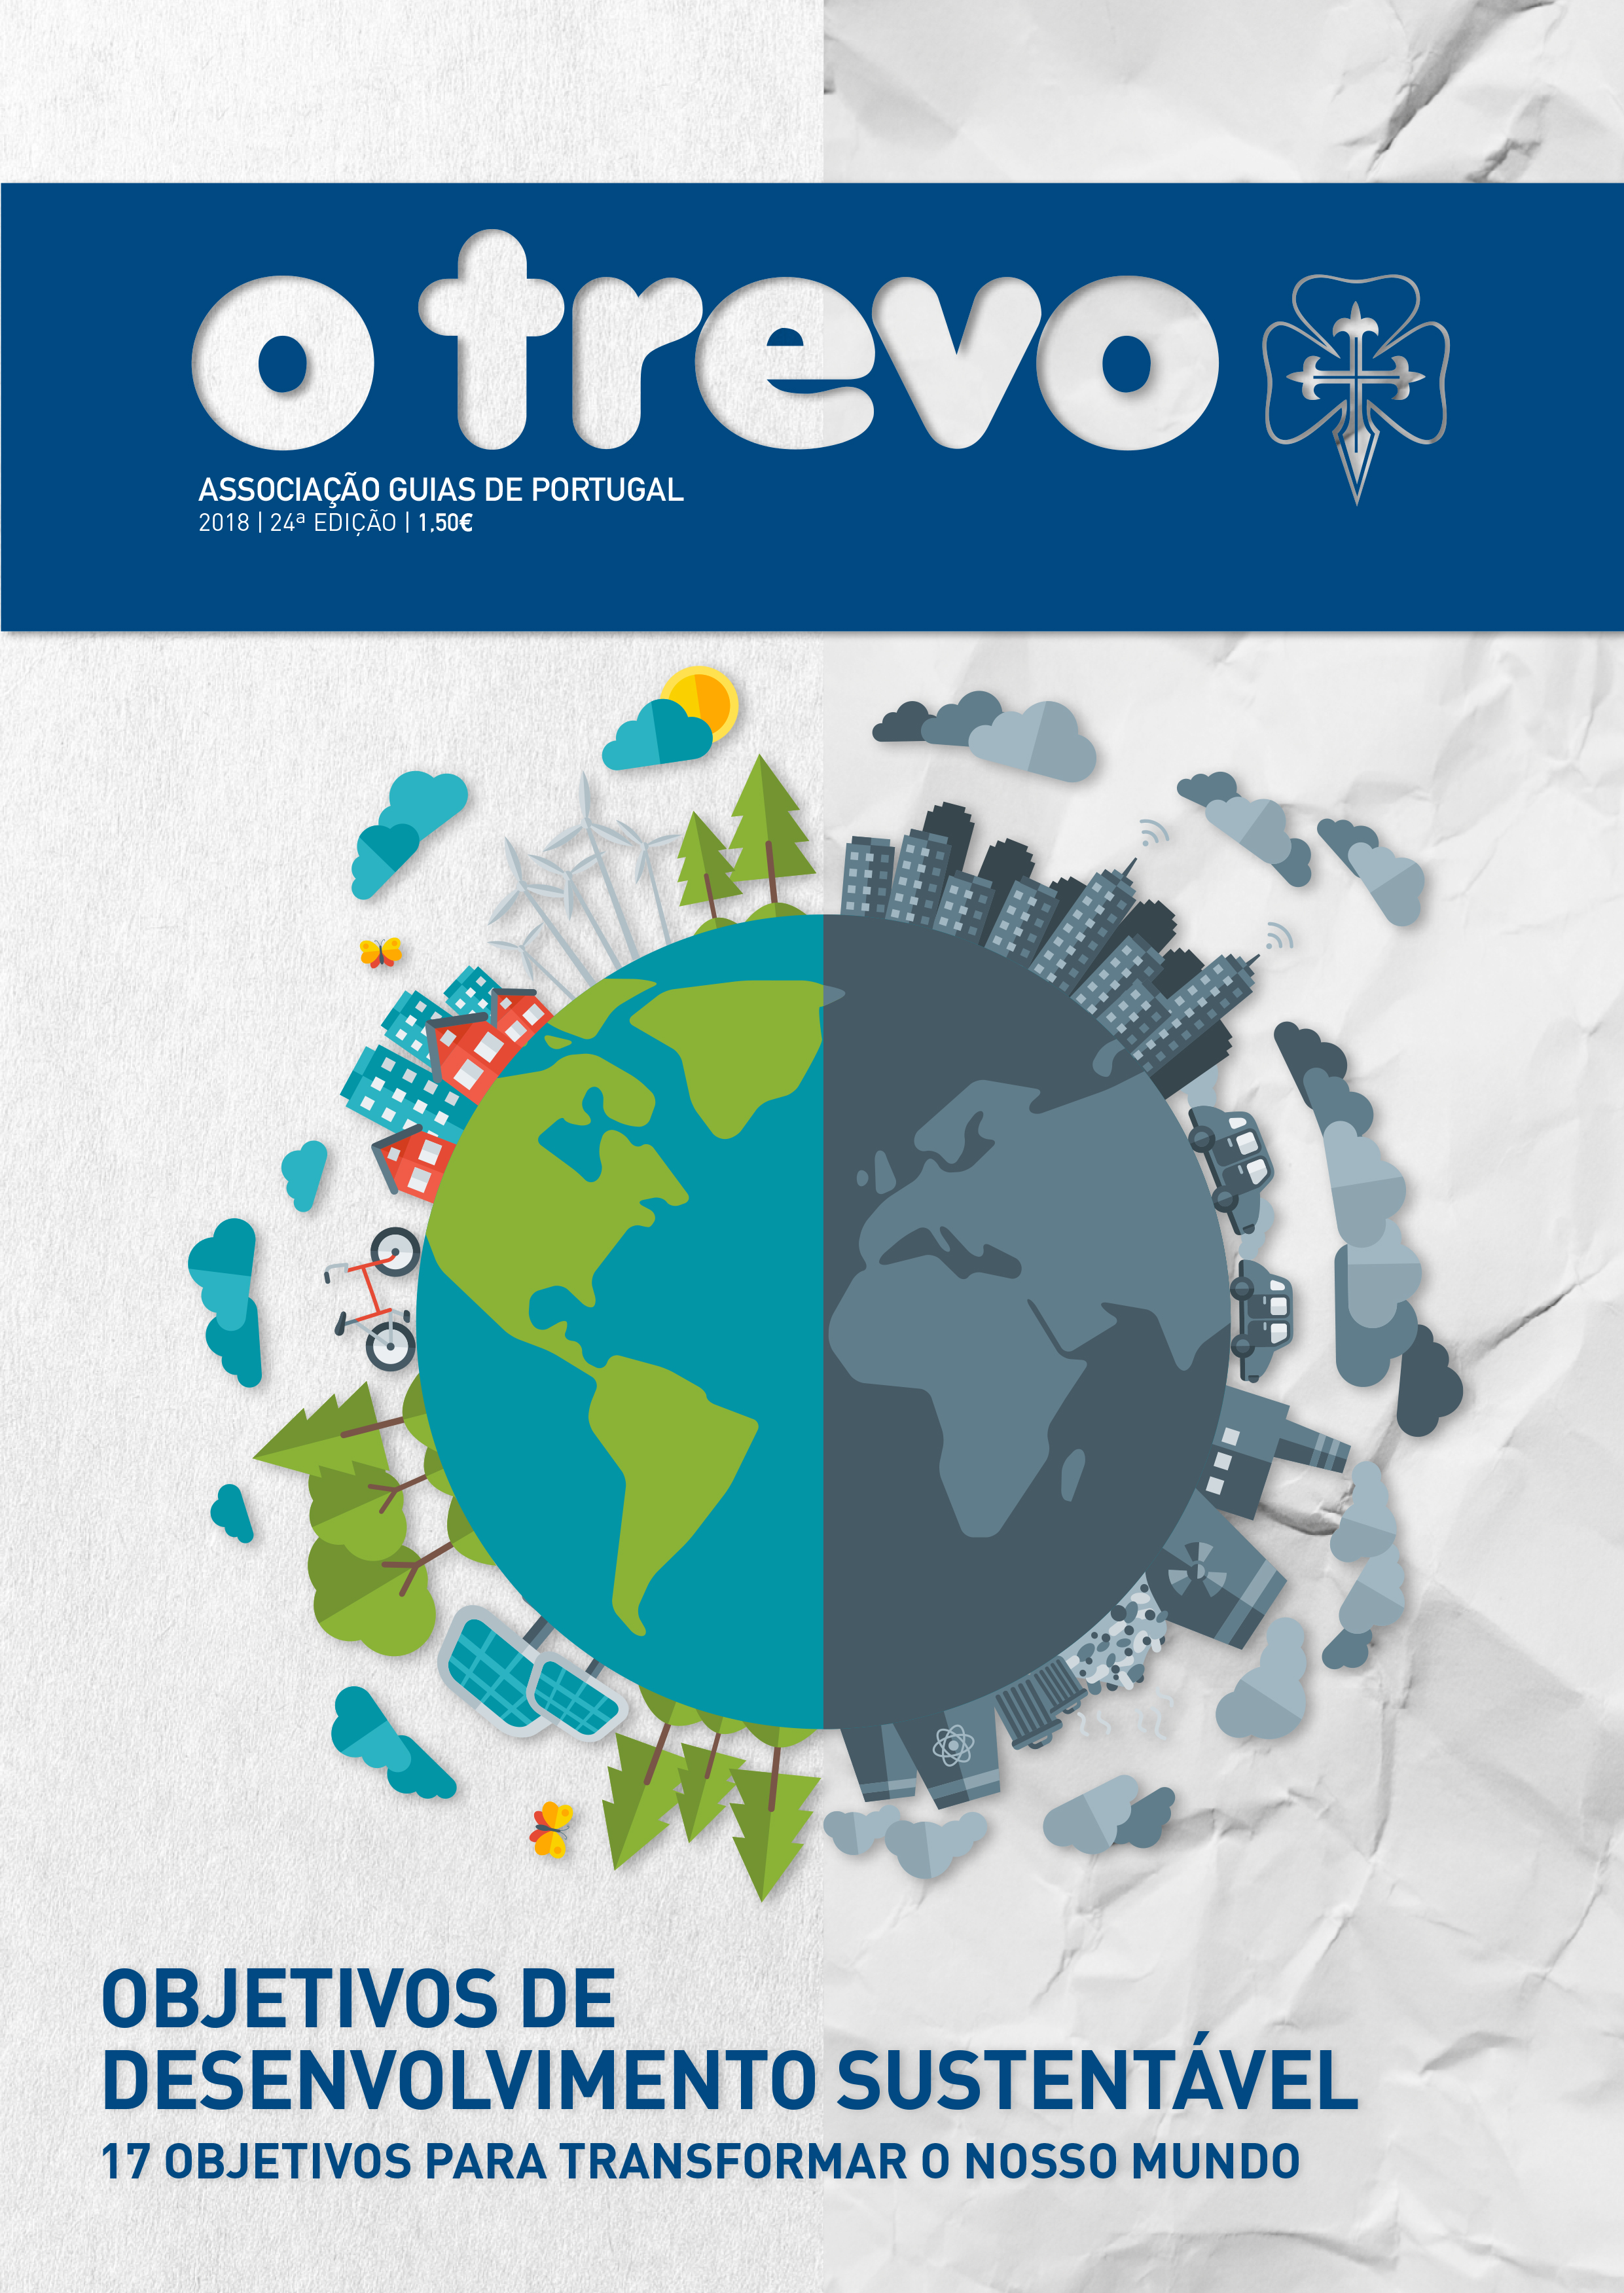 o trevo
ASSOCIAÇÃO GUIAS DE PORTUGAL
2018 | 24ª EDIÇÃO | 1,50€
OBJETIVOS DE
DESENVOLVIMENTO SUSTENTÁVEL
17 OBJETIVOS PARA TRANSFORMAR O NOSSO MUNDO